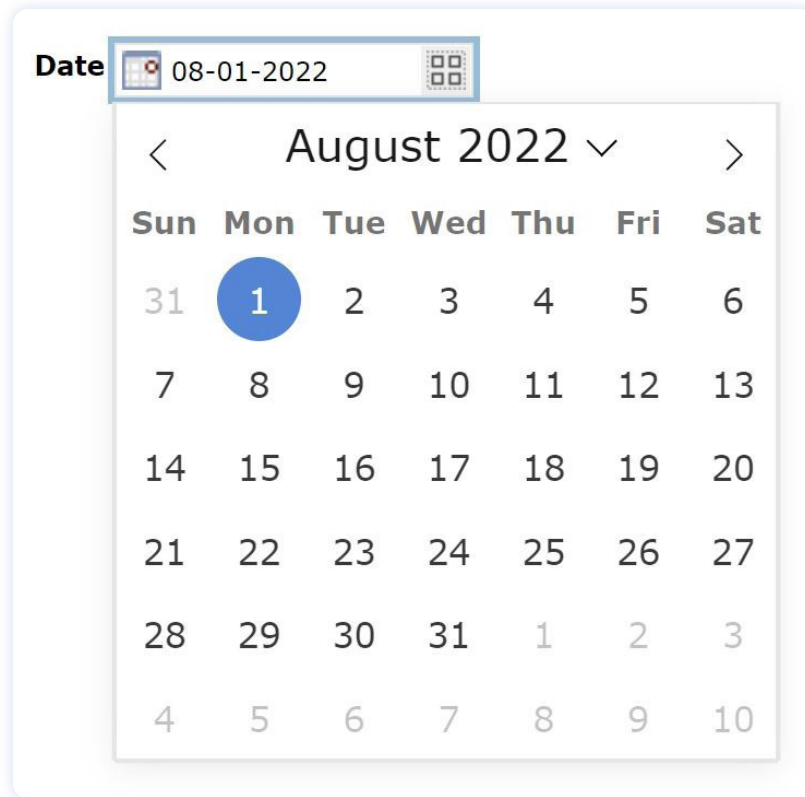 Date 08-01-2022
August 2022
Sun Mon Tue Wed Thu Fri Sat
31 1 2 3 4 5 6
7 8 9 10 11 12 13
14 15 16 17 18 19 20
21 22 23 24 25 26 27
28 29 30 31 1 2 3
4 5 6 7 8 9 10